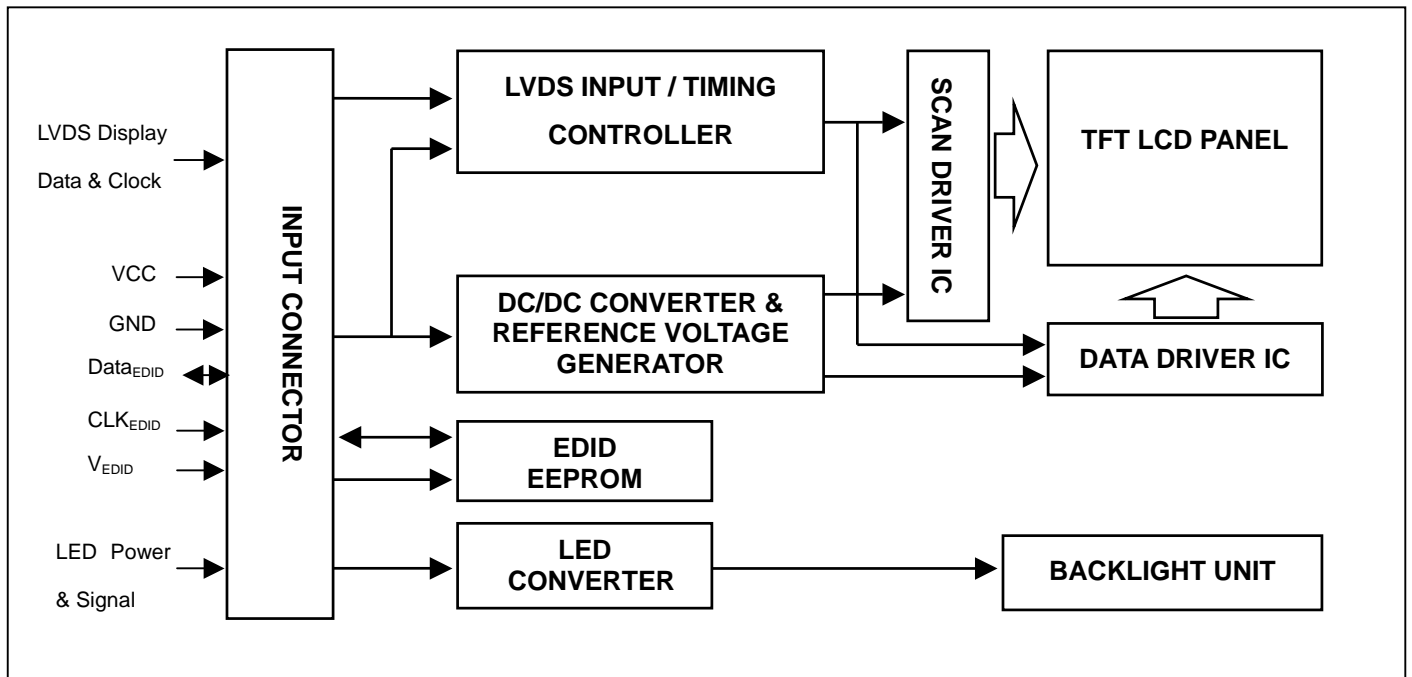 LVDS Display
Data & Clock
VCC
GND
DataEDID
CLKEDID
VEDID
LED Power
& Signal
INPUT CONNECTOR
LVDS INPUT / TIMING
CONTROLLER
DC/DC CONVERTER &
REFERENCE VOLTAGE
GENERATOR
EDID
EEPROM
LED
CONVERTER
SCAN DRIVER IC
TFT LCD PANEL
DATA DRIVER IC
BACKLIGHT UNIT